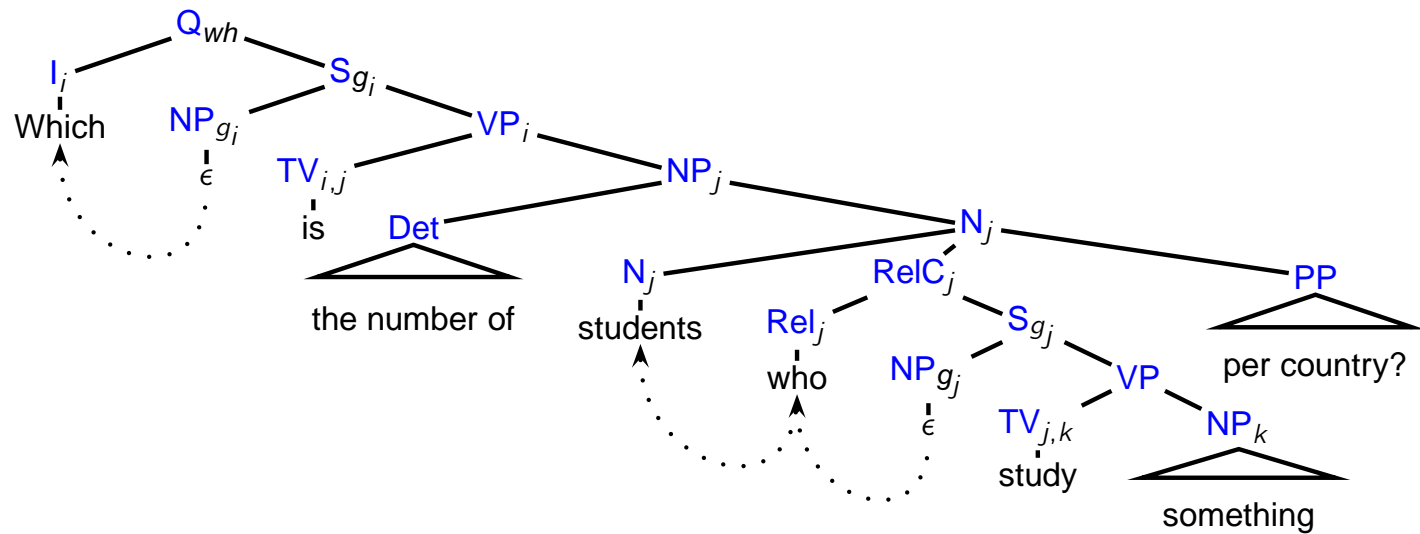 Q_wh
I_i S_g_i
Which NP_g_i VP_i
ϵ TV_i,j NP_j
is Det N_j
the number of N_j RelC_j PP
students Rel_j S_g_j per country?
who NP_g_j VP
ϵ TV_j,k NP_k
study
something